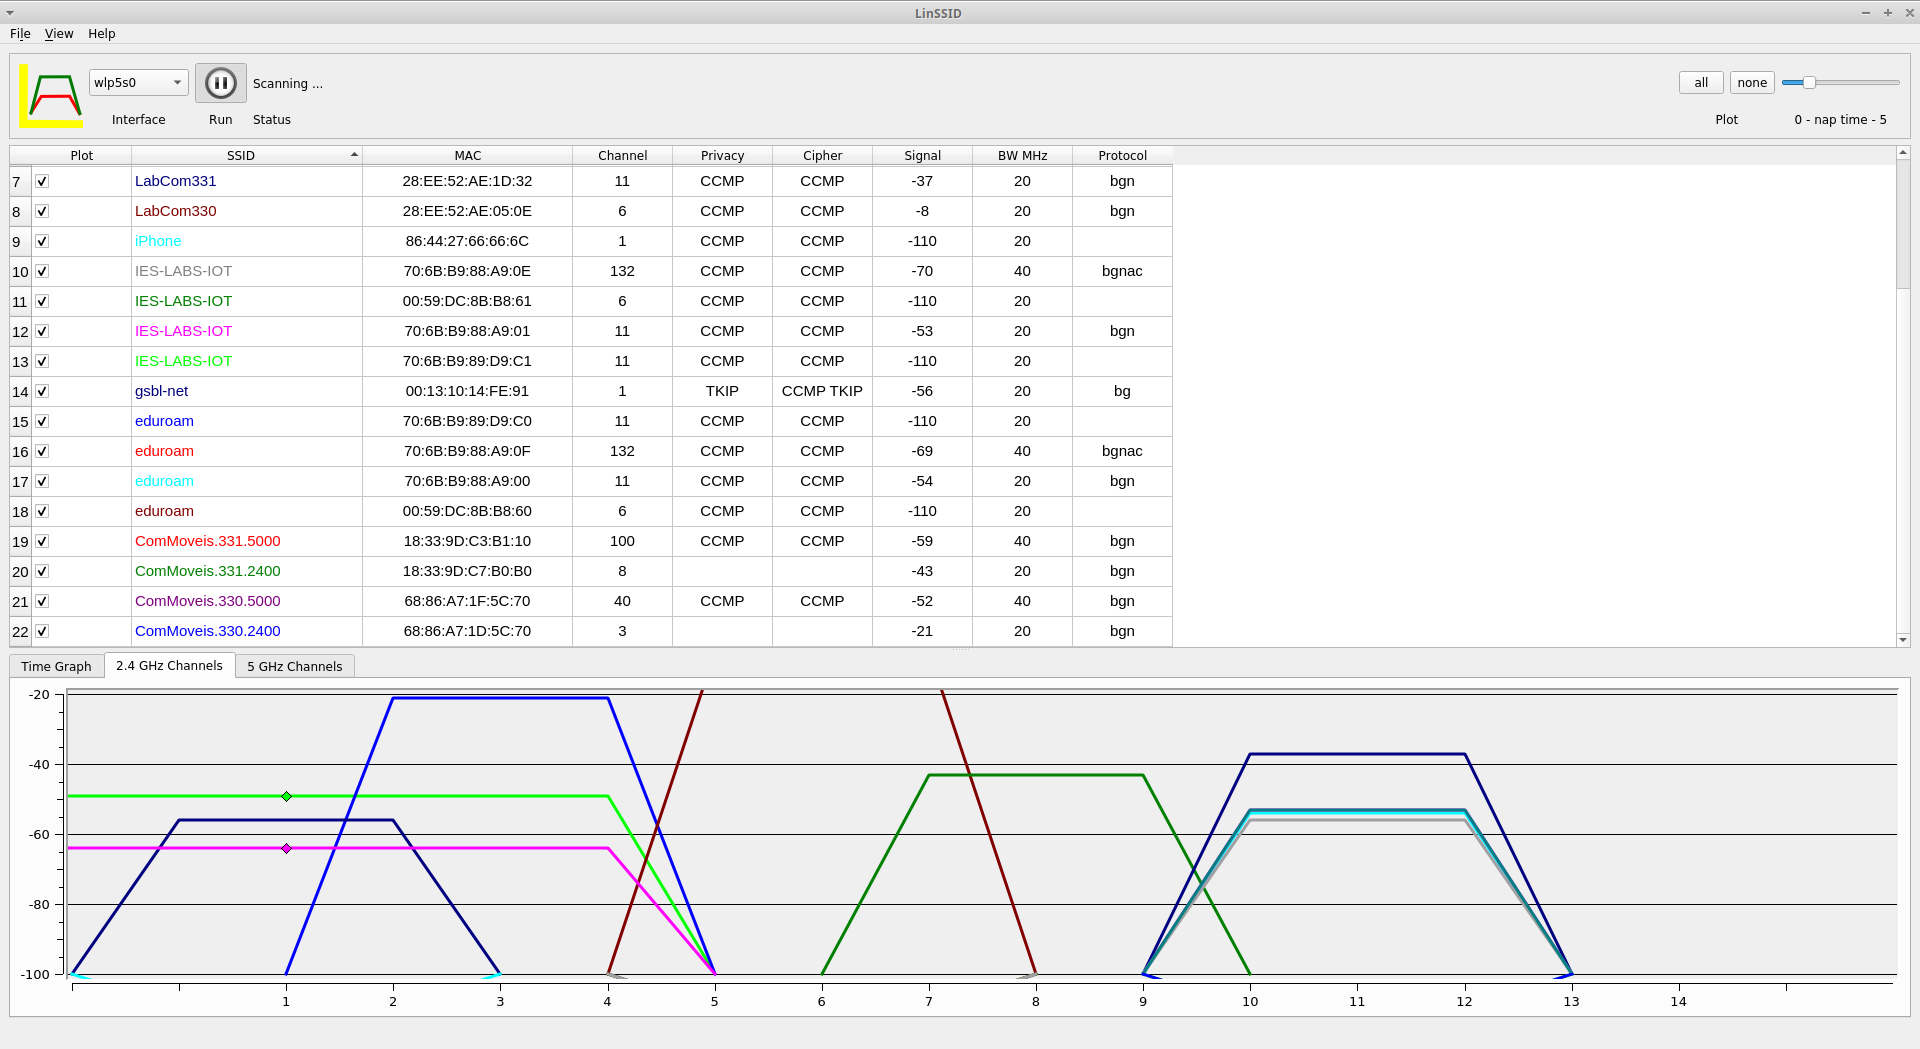 LinSSID
File View Help
wlp5s0 Scanning ... all none
Interface Run Status Plot 0 - nap time - 5
Plot SSID MAC Channel Privacy Cipher Signal BW MHz Protocol
7 LabCom331 28:EE:52:AE:1D:32 11 CCMP CCMP -37 20 bgn
8 LabCom330 28:EE:52:AE:05:0E 6 CCMP CCMP -8 20 bgn
9 iPhone 86:44:27:66:66:6C 1 CCMP CCMP -110 20
10 IES-LABS-IOT 70:6B:B9:88:A9:0E 132 CCMP CCMP -70 40 bgnac
11 IES-LABS-IOT 00:59:DC:8B:B8:61 6 CCMP CCMP -110 20
12 IES-LABS-IOT 70:6B:B9:88:A9:01 11 CCMP CCMP -53 20 bgn
13 IES-LABS-IOT 70:6B:B9:89:D9:C1 11 CCMP CCMP -110 20
14 gsbl-net 00:13:10:14:FE:91 1 TKIP CCMP TKIP -56 20 bg
15 eduroam 70:6B:B9:89:D9:C0 11 CCMP CCMP -110 20
16 eduroam 70:6B:B9:88:A9:0F 132 CCMP CCMP -69 40 bgnac
17 eduroam 70:6B:B9:88:A9:00 11 CCMP CCMP -54 20 bgn
18 eduroam 00:59:DC:8B:B8:60 6 CCMP CCMP -110 20
19 ComMoveis.331.5000 18:33:9D:C3:B1:10 100 CCMP CCMP -59 40 bgn
20 ComMoveis.331.2400 18:33:9D:C7:B0:B0 8 -43 20 bgn
21 ComMoveis.330.5000 68:86:A7:1F:5C:70 40 CCMP CCMP -52 40 bgn
22 ComMoveis.330.2400 68:86:A7:1D:5C:70 3 -21 20 bgn
Time Graph 2.4 GHz Channels 5 GHz Channels
-20
-40
-60
-80
-100
1 2 3 4 5 6 7 8 9 10 11 12 13 14